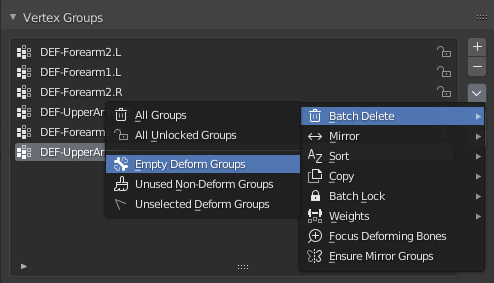 Vertex Groups
DEF-Forearm2.L
DEF-Forearm1.L
DEF-Forearm2.R
DEF-UpperAr
DEF-Forearm
DEF-UpperAr
All Groups
All Unlocked Groups
Empty Deform Groups
Unused Non-Deform Groups
Unselected Deform Groups
Batch Delete
Mirror
Sort
Copy
Batch Lock
Weights
Focus Deforming Bones
Ensure Mirror Groups